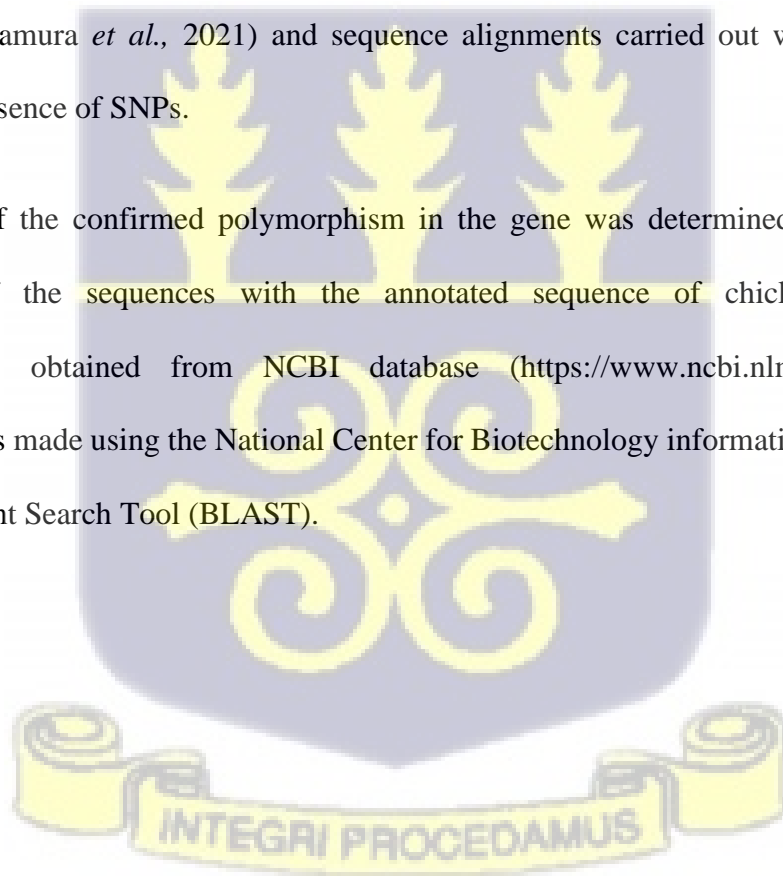 amura et al., 2021) and sequence alignments carried out w
sence of SNPs.
f the confirmed polymorphism in the gene was determined
the sequences with the annotated sequence of chicl
obtained from NCBI database (https://www.ncbi.nln
s made using the National Center for Biotechnology informati
nt Search Tool (BLAST).
INTEGRI PROCEDAMUS